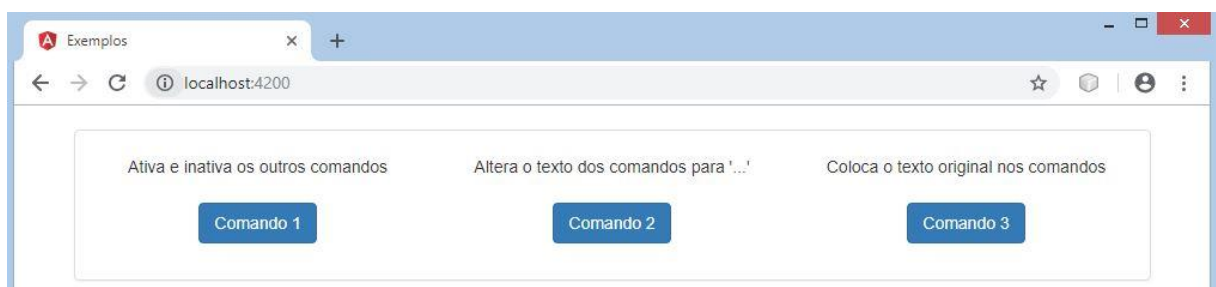 Exemplos
localhost:4200
Ativa e inativa os outros comandos
Altera o texto dos comandos para '...'
Coloca o texto original nos comandos
Comando 1
Comando 2
Comando 3